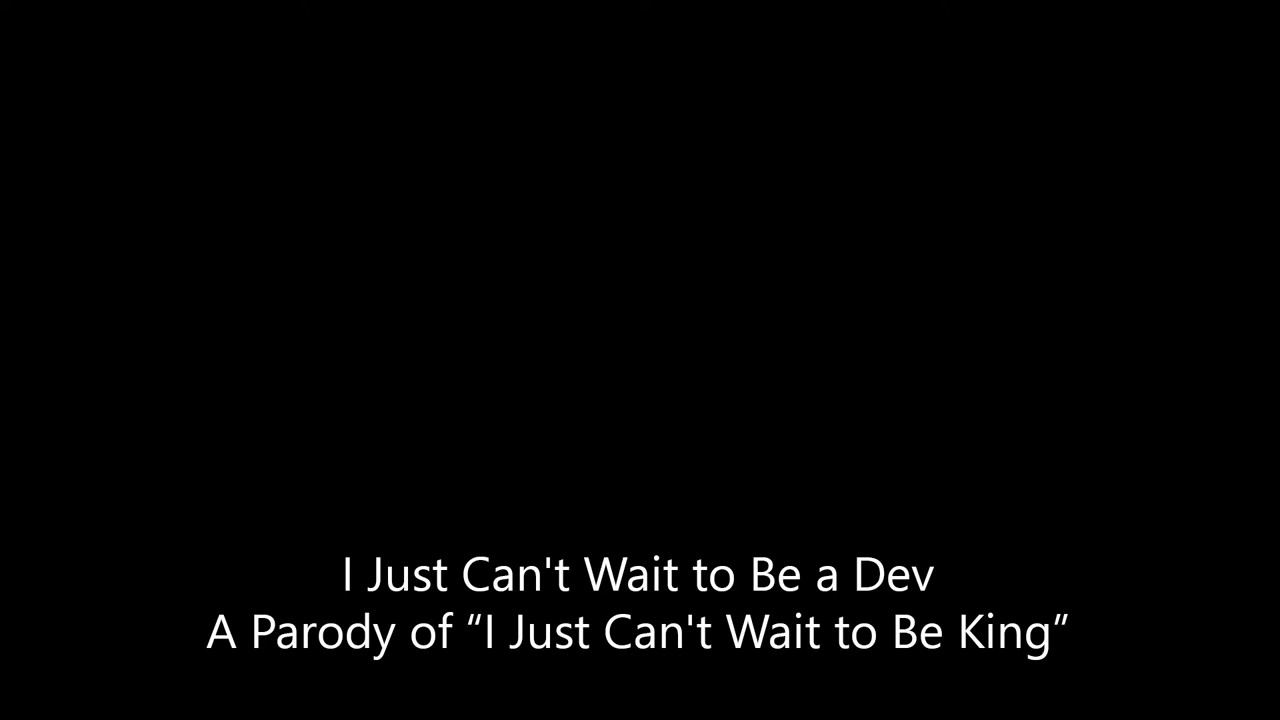 I Just Can't Wait to Be a Dev
A Parody of “I Just Can't Wait to Be King”